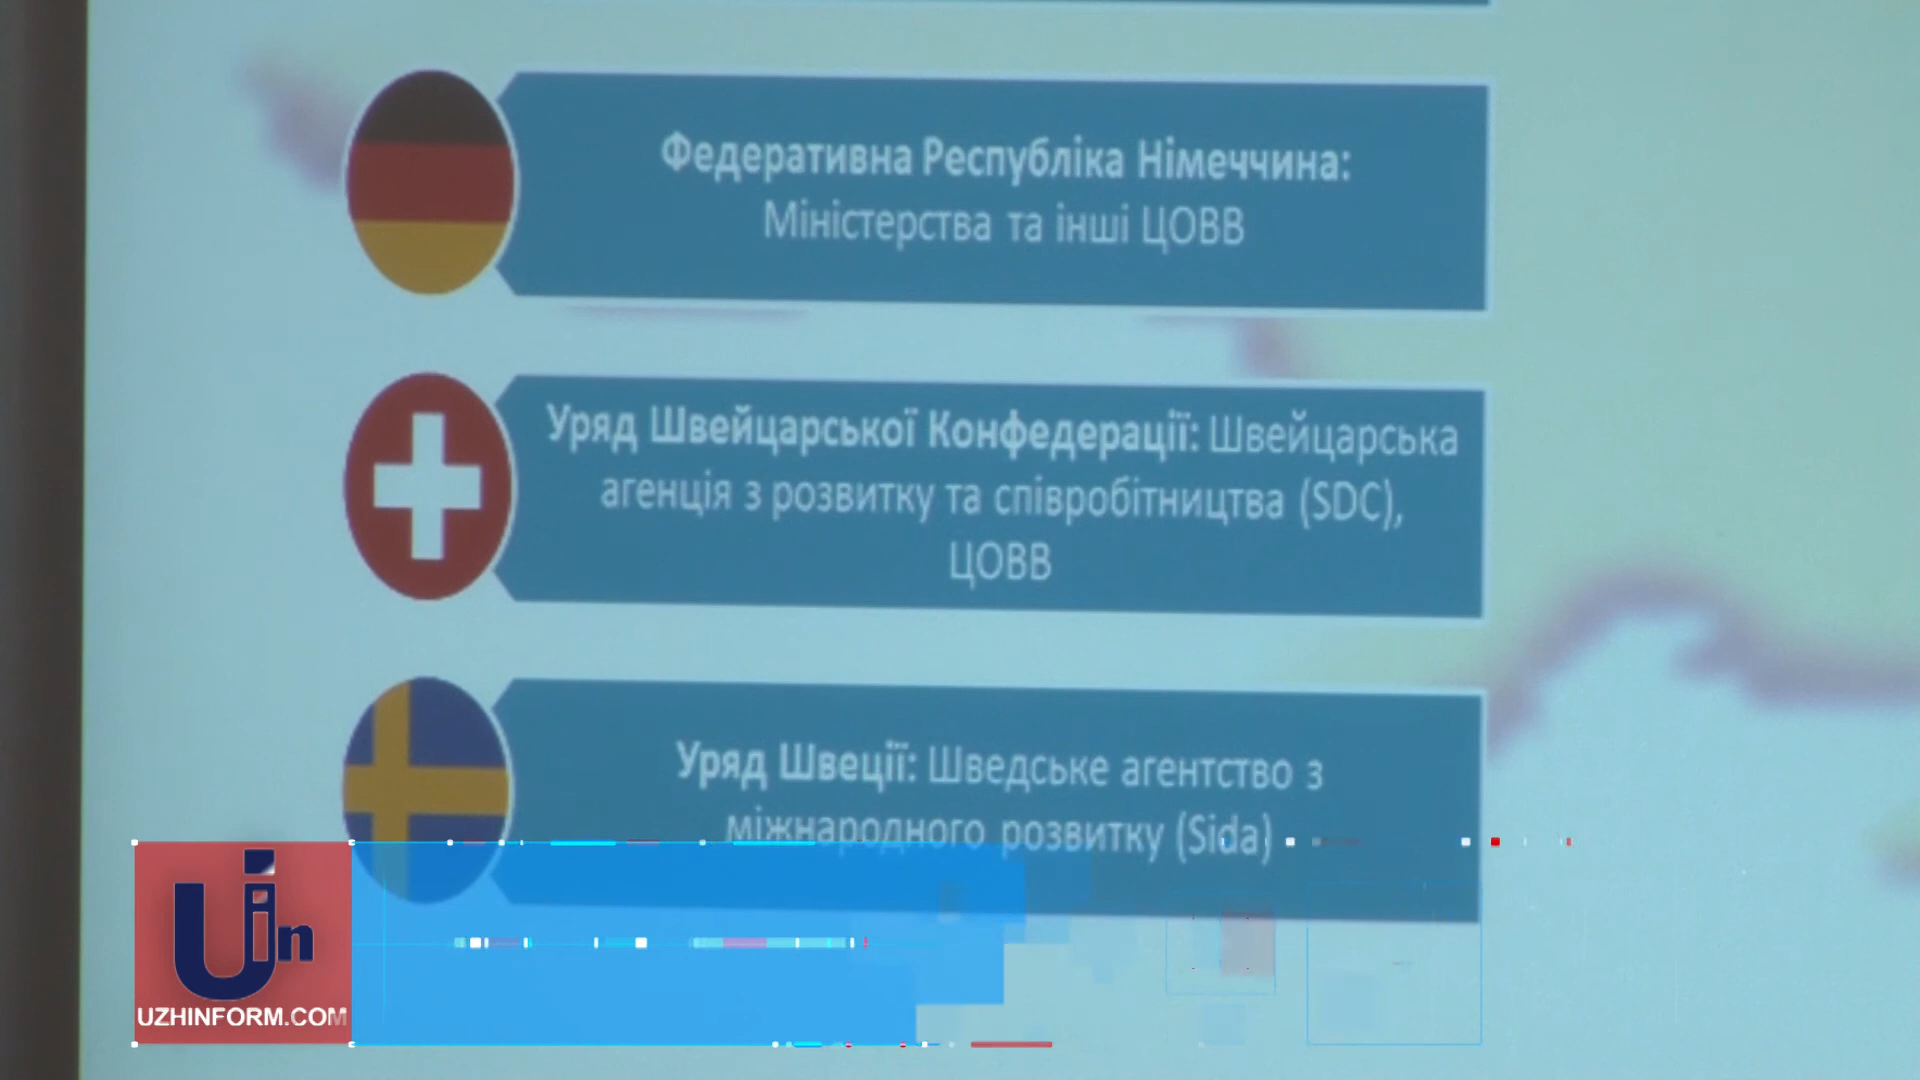 Федеративна Республіка Німеччина:
Міністерства та інші ЦОВВ
Уряд Швейцарської Конфедерації: Швейцарська
агенція з розвитку та співробітництва (SDC),
ЦОВВ
Уряд Швеції: Шведське агентство з
міжнародного розвитку (Sida)
Uin
UZHINFORM.COM